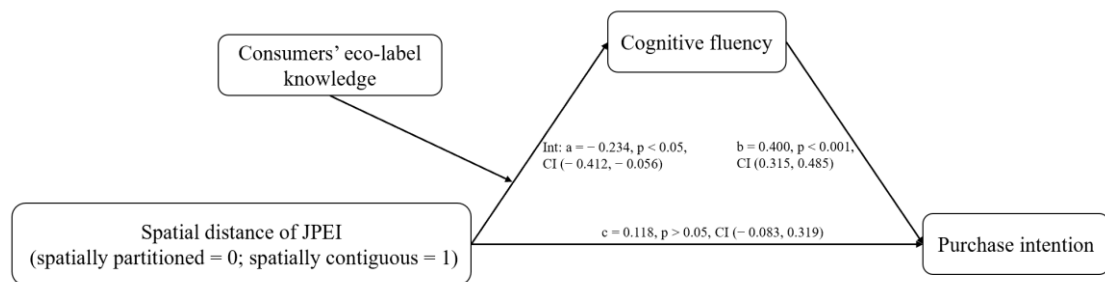 Cognitive fluency
Consumers’ eco-label
knowledge
Int: a = − 0.234, p < 0.05,
CI (− 0.412, − 0.056)
b = 0.400, p < 0.001,
CI (0.315, 0.485)
Spatial distance of JPEI
(spatially partitioned = 0; spatially contiguous = 1)
c = 0.118, p > 0.05, CI (− 0.083, 0.319)
Purchase intention